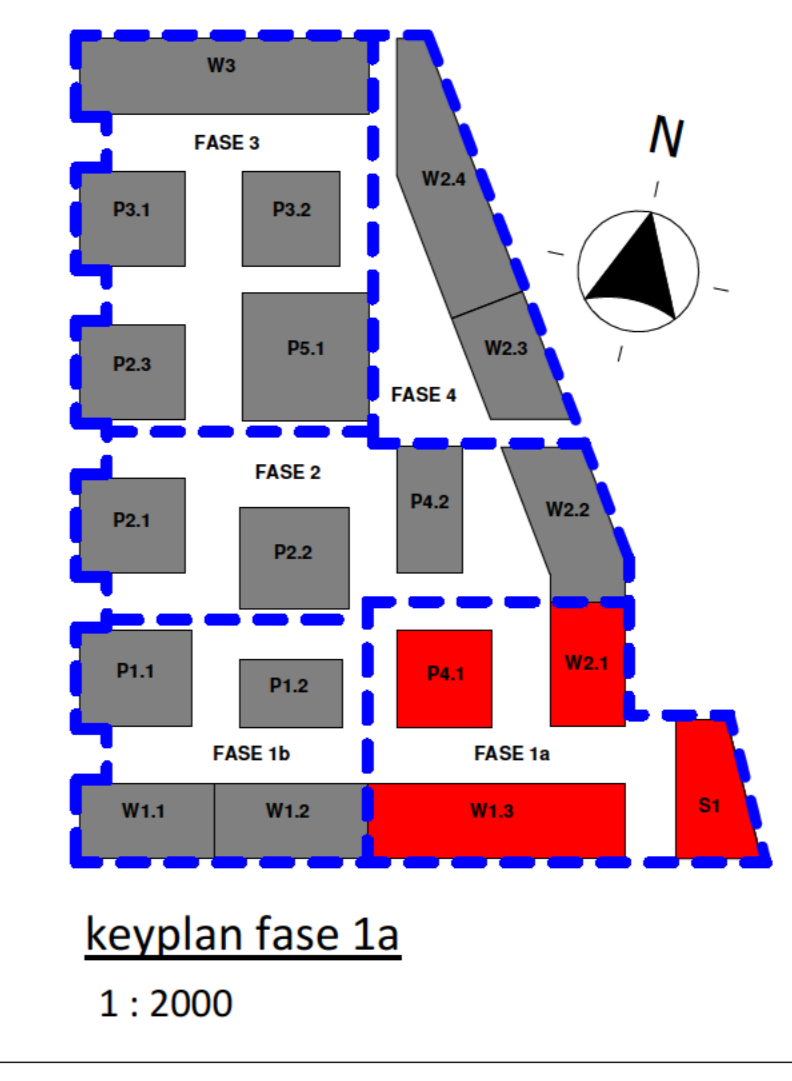 W3
N
FASE 3
W2.4
P3.1
P3.2
P2.3
P5.1
W2.3
FASE 4
FASE 2
P4.2
W2.2
P2.1
P2.2
P1.1
P1.2
P4.1
W2.1
FASE 1b
FASE 1a
W1.1
W1.2
W1.3
S1
keyplan fase 1a
1 : 2000